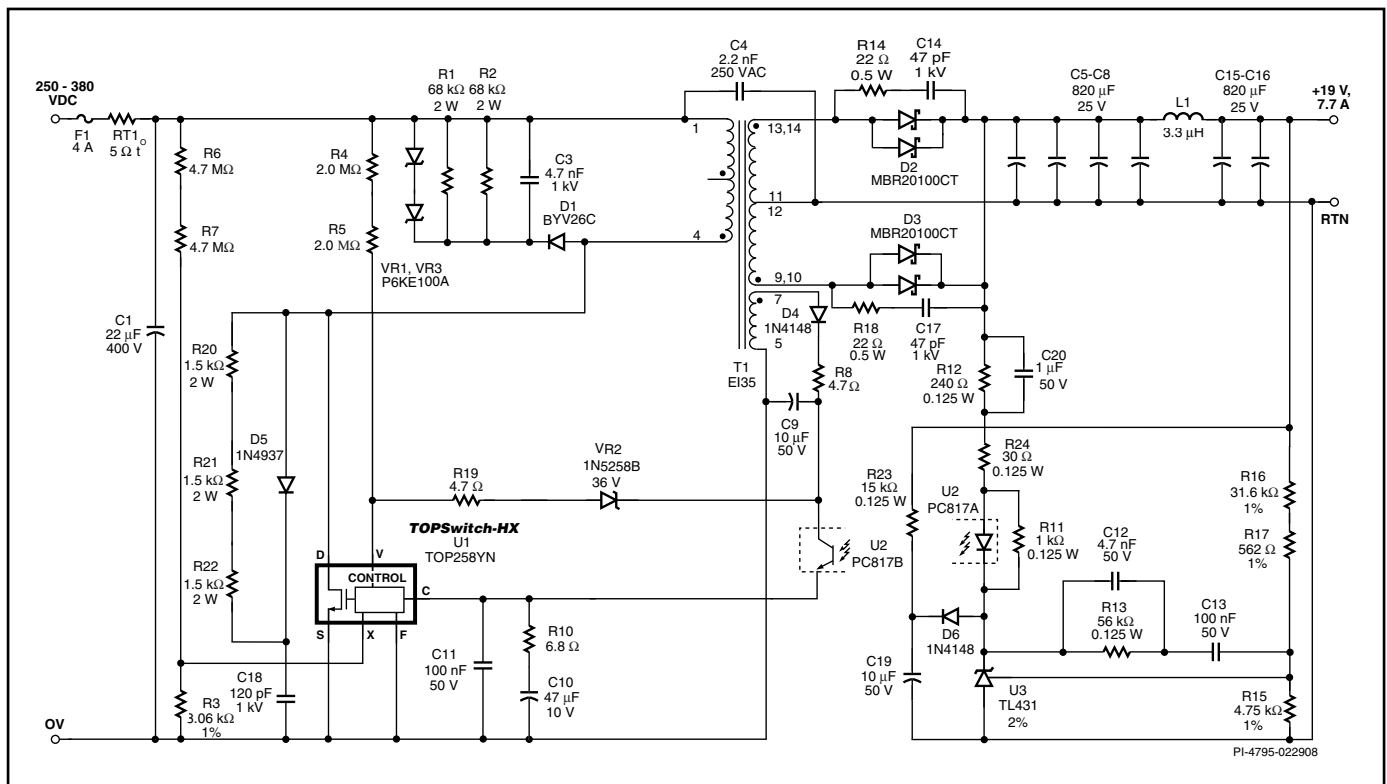 250 - 380
VDC
F1
4 A
RT1
5 Ω
t
O
R6
4.7 MΩ
R7
4.7 MΩ
C1
22 µF
400 V
R20
1.5 kΩ
2 W
R21
1.5 kΩ
2 W
R22
1.5 kΩ
2 W
D5
1N4937
C18
120 pF
1 kV
R3
3.06 kΩ
1%
OV
R4
2.0 MΩ
R5
2.0 MΩ
VR1, VR3
P6KE100A
R1
68 kΩ
2 W
R2
68 kΩ
2 W
C3
4.7 nF
1 kV
D1
BYV26C
C4
2.2 nF
250 VAC
1
4
13,14
11
12
9,10
7
5
T1
EI35
R14
22 Ω
0.5 W
C14
47 pF
1 kV
D2
MBR20100CT
D3
MBR20100CT
R18
22 Ω
0.5 W
C17
47 pF
1 kV
D4
1N4148
R8
4.7 Ω
C9
10 µF
50 V
C5-C8
820 µF
25 V
L1
3.3 µH
C15-C16
820 µF
25 V
+19 V,
7.7 A
RTN
R12
240 Ω
0.125 W
C20
1 µF
50 V
R24
30 Ω
0.125 W
R23
15 kΩ
0.125 W
U2
PC817A
R11
1 kΩ
0.125 W
C12
4.7 nF
50 V
R13
56 kΩ
0.125 W
C13
100 nF
50 V
R16
31.6 kΩ
1%
R17
562 Ω
1%
R15
4.75 kΩ
1%
D6
1N4148
C19
10 µF
50 V
U3
TL431
2%
VR2
1N5258B
36 V
R19
4.7 Ω
TOPSwitch-HX
U1
TOP258YN
D
V
CONTROL
C
S
X
F
U2
PC817B
C11
100 nF
50 V
R10
6.8 Ω
C10
47 µF
10 V
PI-4795-022908